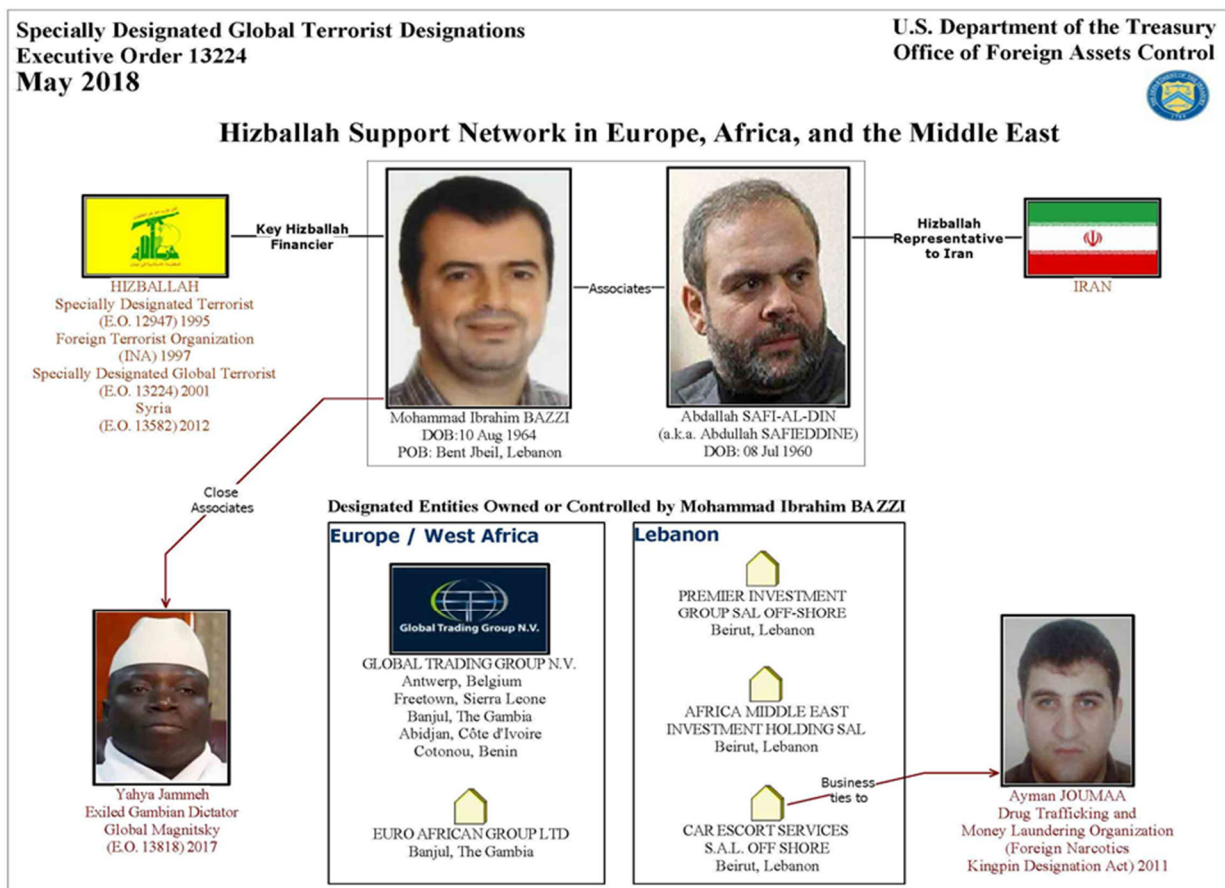 Specially Designated Global Terrorist Designations
Executive Order 13224
May 2018
U.S. Department of the Treasury
Office of Foreign Assets Control
Hizballah Support Network in Europe, Africa, and the Middle East
Key Hizballah
Financier
HIZBALLAH
Specially Designated Terrorist
(E.O. 12947) 1995
Foreign Terrorist Organization
(INA) 1997
Specially Designated Global Terrorist
(E.O. 13224) 2001
Syria
(E.O. 13582) 2012
Associates
Mohammad Ibrahim BAZZI
DOB:10 Aug 1964
POB: Bent Jbeil, Lebanon
Abdallah SAFI-AL-DIN
(a.k.a. Abdullah SAFIEDDINE)
DOB: 08 Jul 1960
Hizballah
Representative
to Iran
IRAN
Close
Associates
Yahya Jammeh
Exiled Gambian Dictator
Global Magnitsky
(E.O. 13818) 2017
Designated Entities Owned or Controlled by Mohammad Ibrahim BAZZI
Europe / West Africa
Global Trading Group N.V.
GLOBAL TRADING GROUP N.V.
Antwerp, Belgium
Freetown, Sierra Leone
Banjul, The Gambia
Abidjan, Côte d'Ivoire
Cotonou, Benin
EURO AFRICAN GROUP LTD
Banjul, The Gambia
Lebanon
PREMIER INVESTMENT
GROUP SAL OFF-SHORE
Beirut, Lebanon
AFRICA MIDDLE EAST
INVESTMENT HOLDING SAL
Beirut, Lebanon
CAR ESCORT SERVICES
S.A.L. OFF SHORE
Beirut, Lebanon
Business
ties to
Ayman JOUMAA
Drug Trafficking and
Money Laundering Organization
(Foreign Narcotics
Kingpin Designation Act) 2011